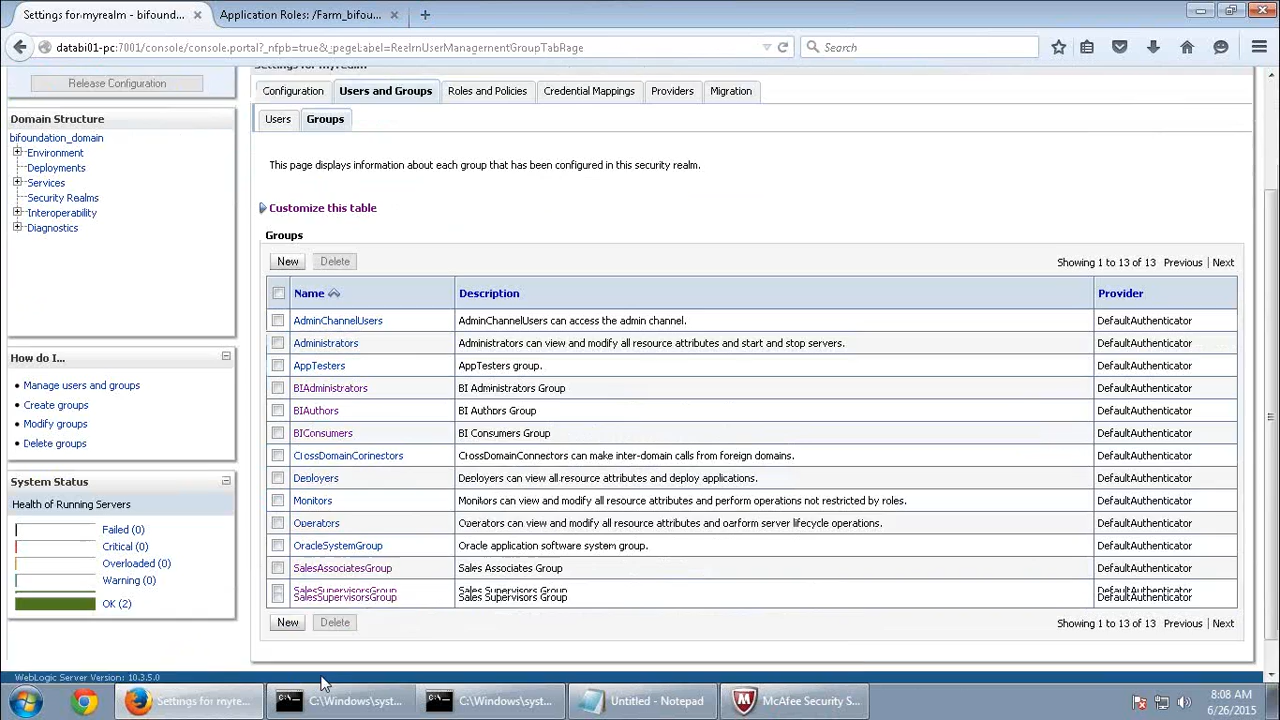 Settings for myrealm - bifound...
Application Roles: /Farm_bifou...
databi01-pc:7001/console/console.portal?_nfpb=true&_pageLabel=RealmUserManagementGroupTabPage
Search
Release Configuration
Domain Structure
bifoundation_domain
Environment
Deployments
Services
Security Realms
Interoperability
Diagnostics
How do I...
Manage users and groups
Create groups
Modify groups
Delete groups
System Status
Health of Running Servers
Failed (0)
Critical (0)
Overloaded (0)
Warning (0)
OK (2)
Settings for myrealm
Configuration Users and Groups Roles and Policies Credential Mappings Providers Migration
Users Groups
This page displays information about each group that has been configured in this security realm.
Customize this table
Groups
New Delete Showing 1 to 13 of 13 Previous | Next
Name Description Provider
AdminChannelUsers AdminChannelUsers can access the admin channel. DefaultAuthenticator
Administrators Administrators can view and modify all resource attributes and start and stop servers. DefaultAuthenticator
AppTesters AppTesters group. DefaultAuthenticator
BIAdministrators BI Administrators Group DefaultAuthenticator
BIAuthors BI Authors Group DefaultAuthenticator
BIConsumers BI Consumers Group DefaultAuthenticator
CrossDomainConnectors CrossDomainConnectors can make inter-domain calls from foreign domains. DefaultAuthenticator
Deployers Deployers can view all resource attributes and deploy applications. DefaultAuthenticator
Monitors Monitors can view and modify all resource attributes and perform operations not restricted by roles. DefaultAuthenticator
Operators Operators can view and modify all resource attributes and perform server lifecycle operations. DefaultAuthenticator
OracleSystemGroup Oracle application software system group. DefaultAuthenticator
SalesAssociatesGroup Sales Associates Group DefaultAuthenticator
SalesSupervisorsGroup Sales Supervisors Group DefaultAuthenticator
New Delete Showing 1 to 13 of 13 Previous | Next
WebLogic Server Version: 10.3.5.0
Settings for myre...
C:\Windows\syst...
C:\Windows\syst...
Untitled - Notepad
McAfee Security S...
8:08 AM
6/26/2015